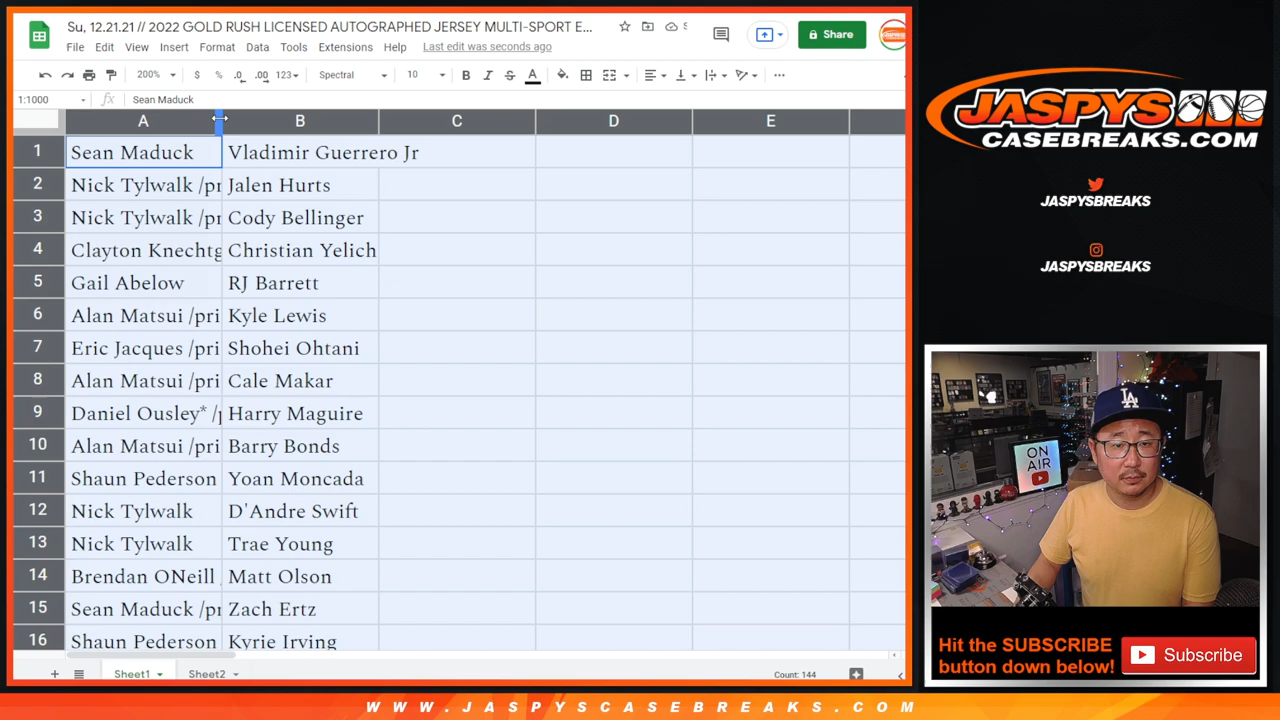 Su, 12.21.21 // 2022 GOLD RUSH LICENSED AUTOGRAPHED JERSEY MULTI-SPORT E...
File Edit View Insert Format Data Tools Extensions Help Last edit was seconds ago
Share
200% $ % .0 .00 123 Spectral 10 B I S A
1:1000 fx Sean Maduck
A B C D E
1 Sean Maduck Vladimir Guerrero Jr
2 Nick Tylwalk /pr Jalen Hurts
3 Nick Tylwalk /pr Cody Bellinger
4 Clayton Knechtg Christian Yelich
5 Gail Abelow RJ Barrett
6 Alan Matsui /pri Kyle Lewis
7 Eric Jacques /pri Shohei Ohtani
8 Alan Matsui /pri Cale Makar
9 Daniel Ousley* /p Harry Maguire
10 Alan Matsui /pri Barry Bonds
11 Shaun Pederson Yoan Moncada
12 Nick Tylwalk D'Andre Swift
13 Nick Tylwalk Trae Young
14 Brendan ONeill / Matt Olson
15 Sean Maduck /pr Zach Ertz
16 Shaun Pederson Kyrie Irving
Sheet1 Sheet2 Count: 144
JASPYS
CASEBREAKS.COM
JASPYSBREAKS
JASPYSBREAKS
LA
ON
AIR
Hit the SUBSCRIBE
button down below!
Subscribe
WWW.JASPYSCASEBREAKS.COM